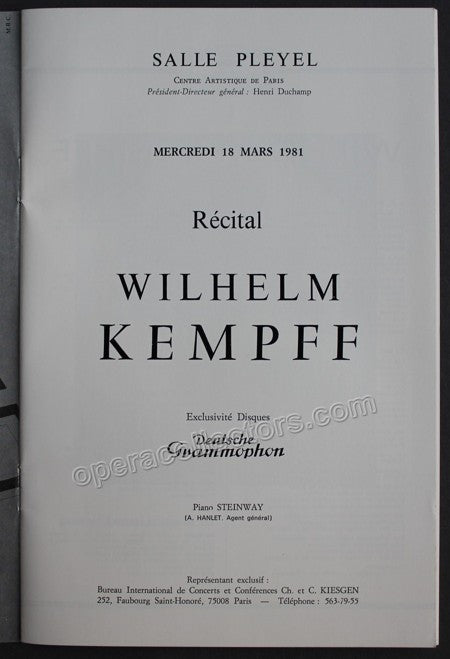 M.B.C.
SALLE PLEYEL
CENTRE ARTISTIQUE DE PARIS
Président-Directeur général : Henri Duchamp
MERCREDI 18 MARS 1981
Récital
WILHELM
KEMPFF
Exclusivité Disques
Deutsche
Grammophon
operacollectors.com
Piano STEINWAY
(A. HANLET. Agent général)
Représentant exclusif :
Bureau International de Concerts et Conférences Ch. et C. KIESGEN
252, Faubourg Saint-Honoré, 75008 Paris — Téléphone : 563-79-55